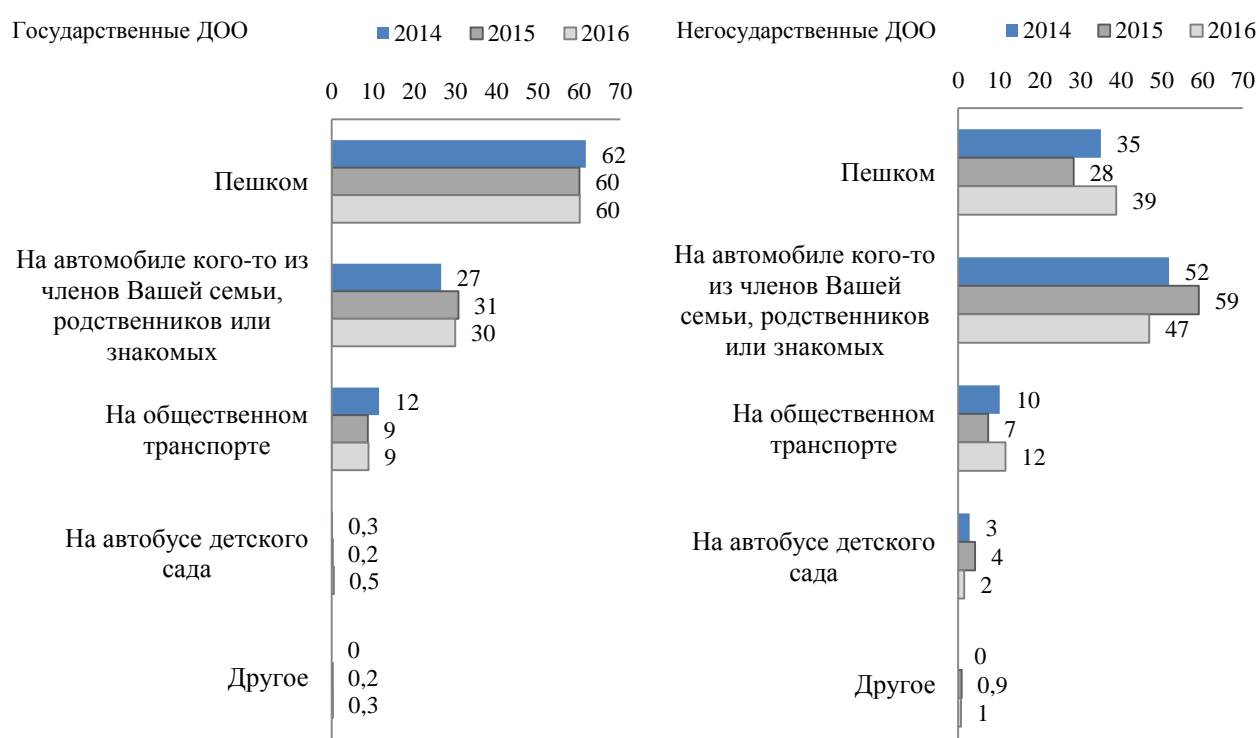 Государственные ДОО
2014 2015 2016
0 10 20 30 40 50 60 70
Пешком
62
60
60
На автомобиле кого-то из
членов Вашей семьи,
родственников или
знакомых
27
31
30
На общественном
транспорте
12
9
9
На автобусе детского
сада
0,3
0,2
0,5
Другое
0
0,2
0,3
Негосударственные ДОО
2014 2015 2016
0 10 20 30 40 50 60 70
Пешком
35
28
39
На автомобиле кого-то
из членов Вашей
семьи, родственников
или знакомых
52
59
47
На общественном
транспорте
10
7
12
На автобусе детского
сада
3
4
2
Другое
0
0,9
1